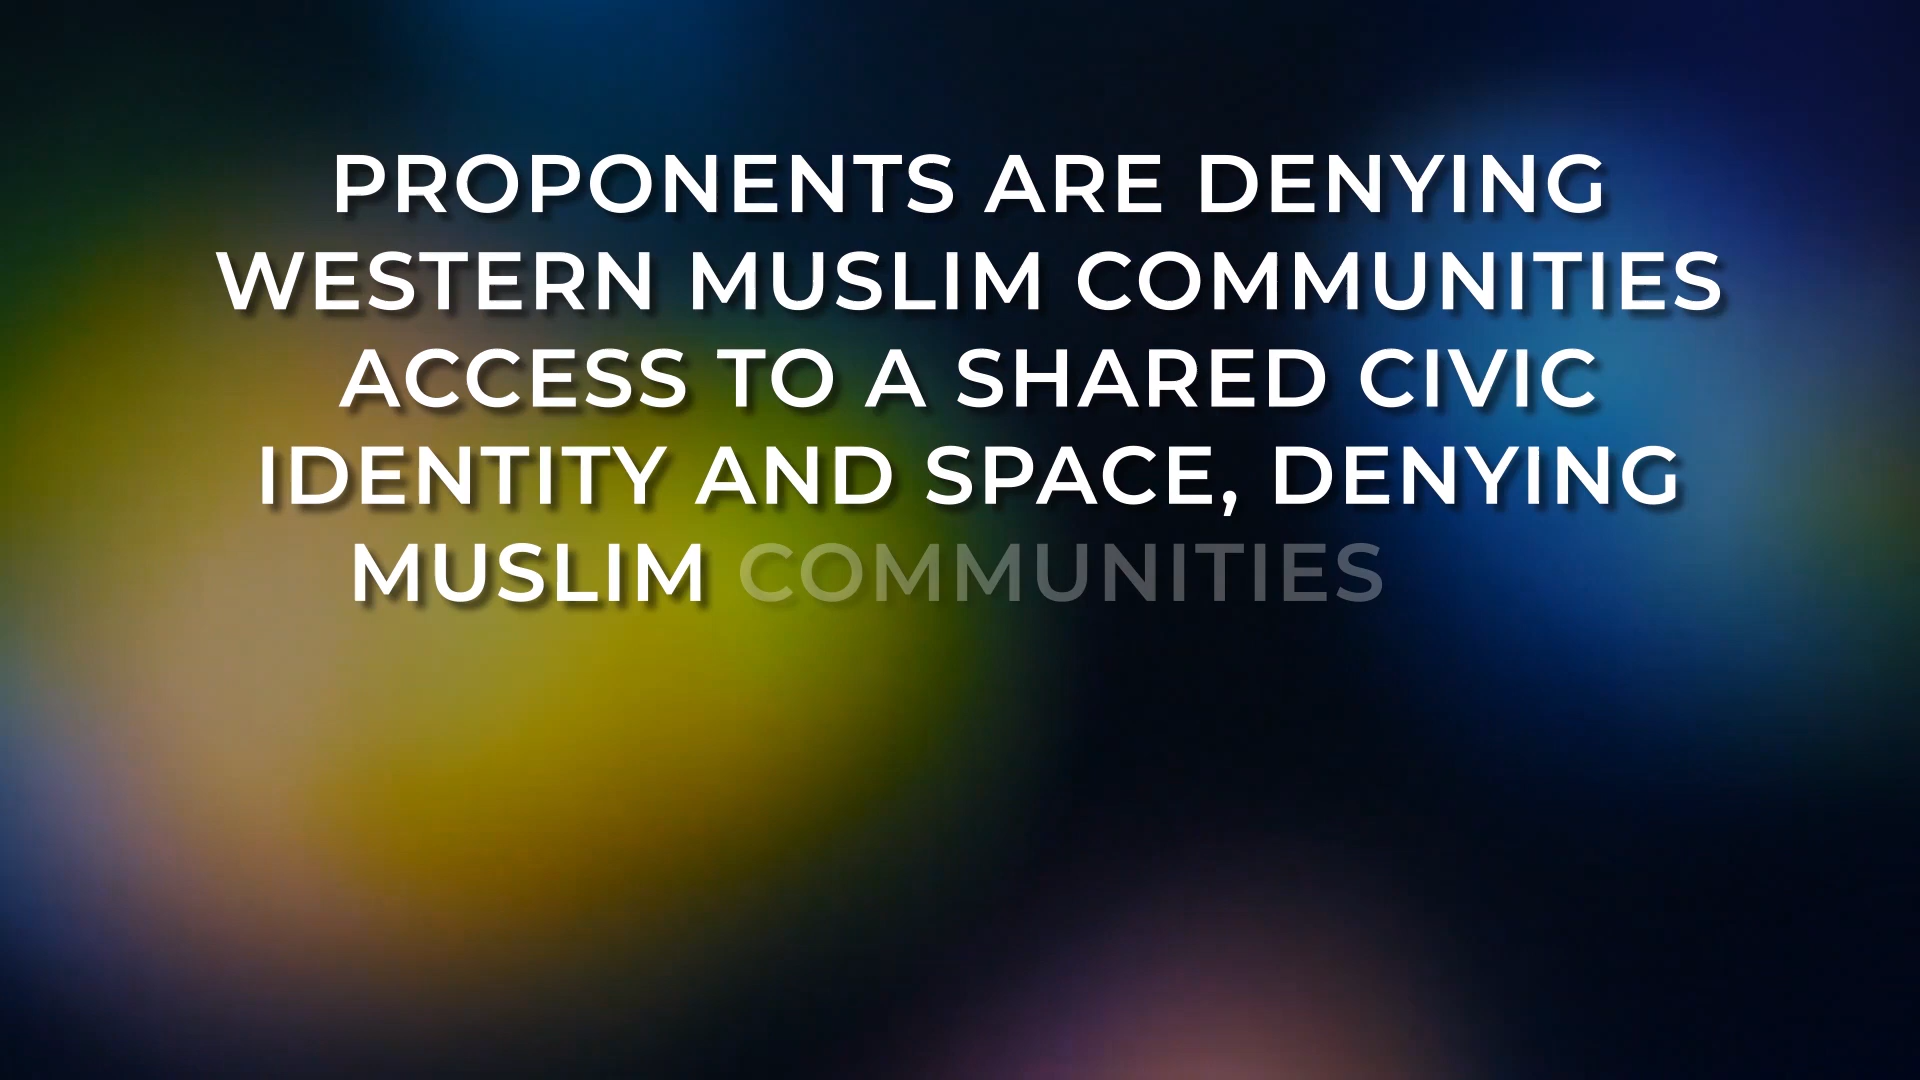 PROPONENTS ARE DENYING
WESTERN MUSLIM COMMUNITIES
ACCESS TO A SHARED CIVIC
IDENTITY AND SPACE, DENYING
MUSLIM COMMUNITIES